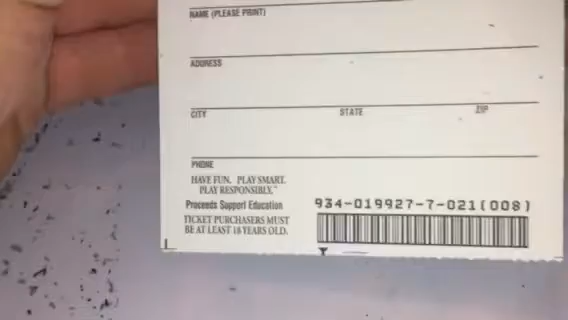 NAME (PLEASE PRINT)
ADDRESS
CITY STATE ZIP
PHONE
HAVE FUN. PLAY SMART.
PLAY RESPONSIBLY.™
Proceeds Support Education
TICKET PURCHASERS MUST
BE AT LEAST 18 YEARS OLD.
934-019927-7-021(008)